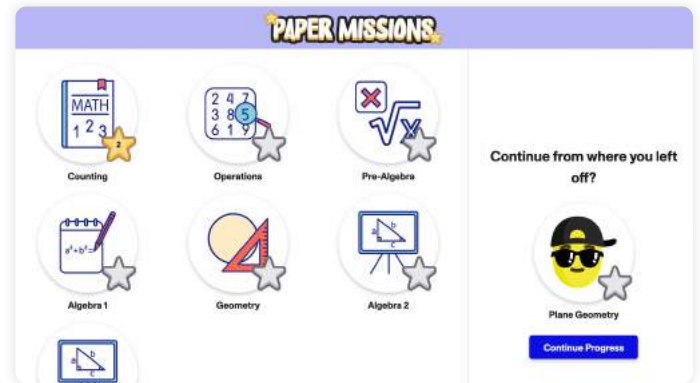 PAPER MISSIONS
MATH
1 2 3
2
Counting
2 4 7
3 8 5
6 1 9
Operations
x
√x
Pre-Algebra
a²+b²=
Algebra 1
Geometry
a b
c
Algebra 2
a b
c
Continue from where you left
off?
Plane Geometry
Continue Progress